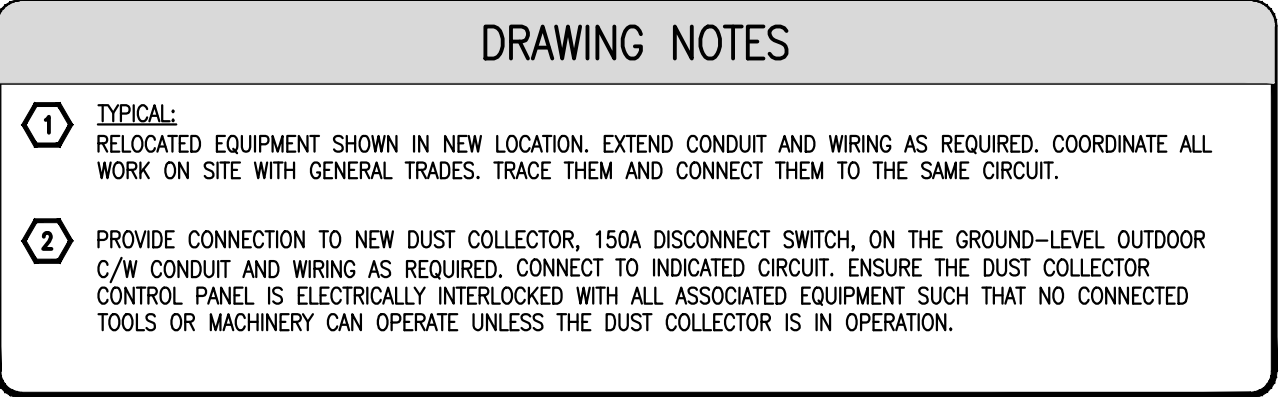 DRAWING NOTES
1 TYPICAL:
RELOCATED EQUIPMENT SHOWN IN NEW LOCATION. EXTEND CONDUIT AND WIRING AS REQUIRED. COORDINATE ALL
WORK ON SITE WITH GENERAL TRADES. TRACE THEM AND CONNECT THEM TO THE SAME CIRCUIT.
2 PROVIDE CONNECTION TO NEW DUST COLLECTOR, 150A DISCONNECT SWITCH, ON THE GROUND-LEVEL OUTDOOR
C/W CONDUIT AND WIRING AS REQUIRED. CONNECT TO INDICATED CIRCUIT. ENSURE THE DUST COLLECTOR
CONTROL PANEL IS ELECTRICALLY INTERLOCKED WITH ALL ASSOCIATED EQUIPMENT SUCH THAT NO CONNECTED
TOOLS OR MACHINERY CAN OPERATE UNLESS THE DUST COLLECTOR IS IN OPERATION.